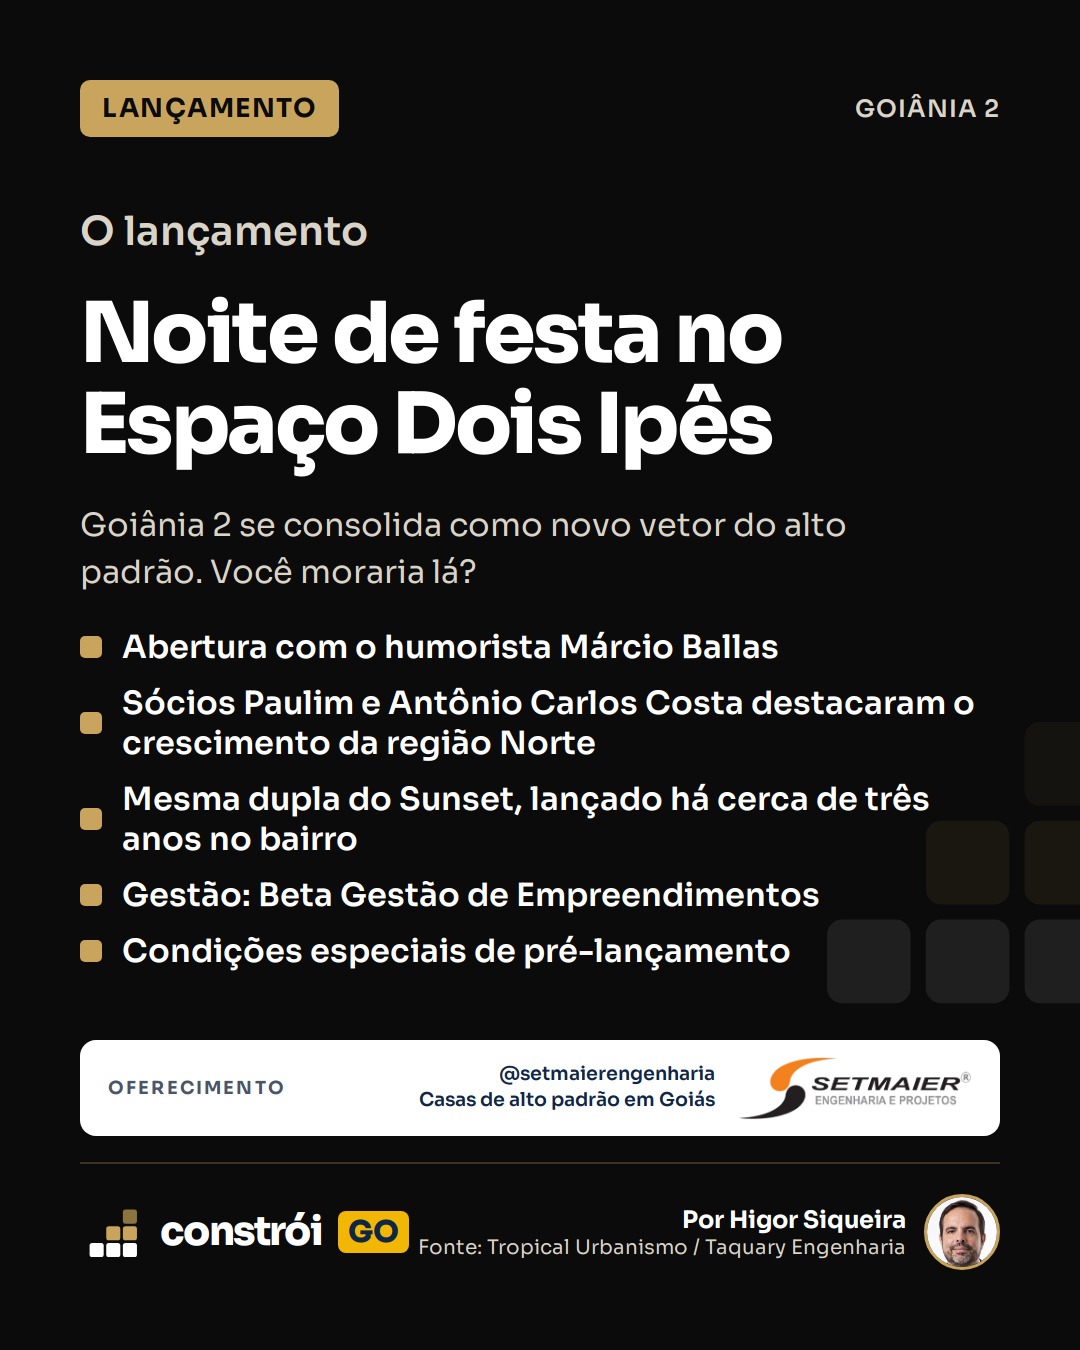 LANÇAMENTO
GOIÂNIA 2
O lançamento
Noite de festa no
Espaço Dois Ipês
Goiânia 2 se consolida como novo vetor do alto
padrão. Você moraria lá?
Abertura com o humorista Márcio Ballas
Sócios Paulim e Antônio Carlos Costa destacaram o
crescimento da região Norte
Mesma dupla do Sunset, lançado há cerca de três
anos no bairro
Gestão: Beta Gestão de Empreendimentos
Condições especiais de pré-lançamento
OFERECIMENTO
@setmaierengenharia
Casas de alto padrão em Goiás
SETMAIER®
ENGENHARIA E PROJETOS
constrói GO
Por Higor Siqueira
Fonte: Tropical Urbanismo / Taquary Engenharia